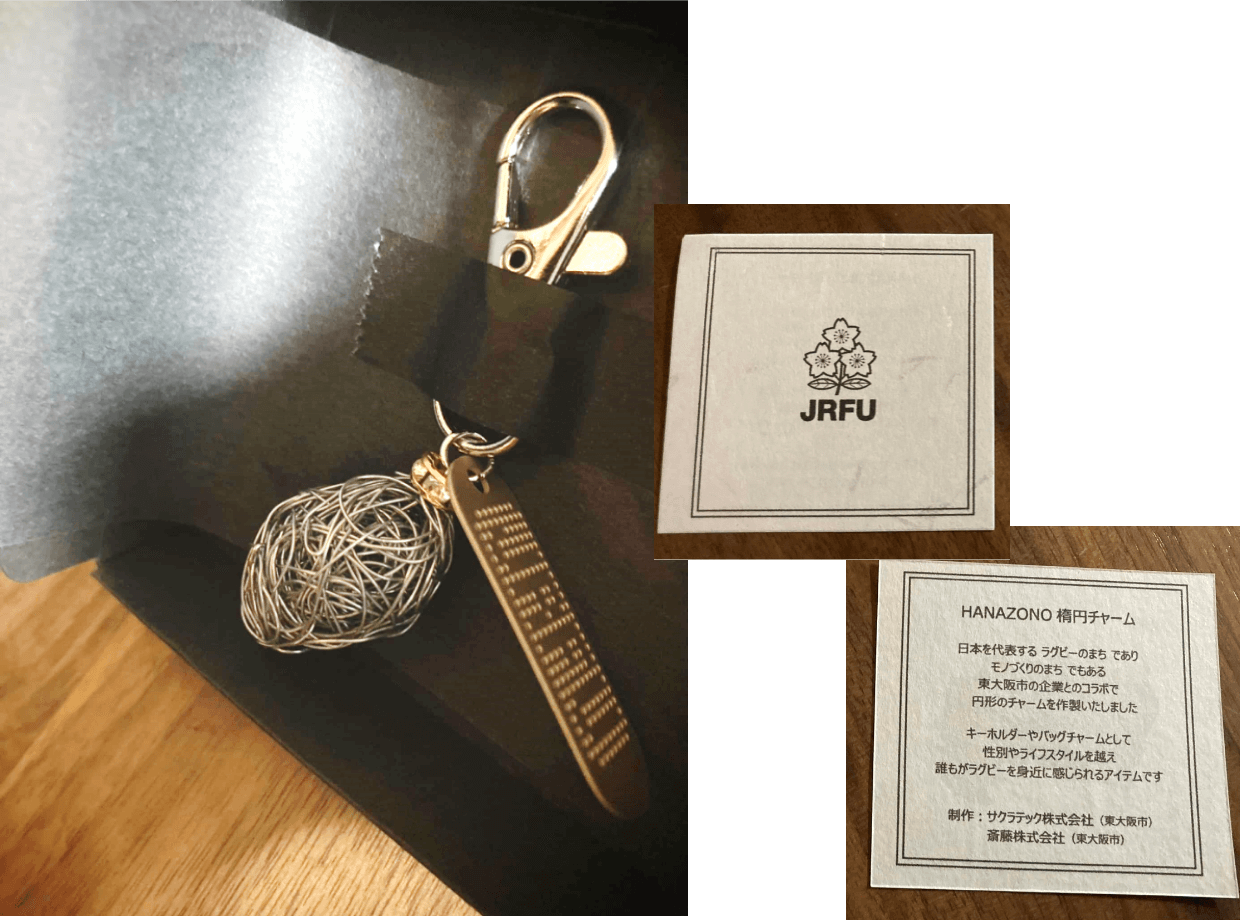 JRFU
HANAZONO 楕円チャーム
日本を代表する ラグビーのまち であり
モノづくりのまち でもある
東大阪市の企業とのコラボで
円形のチャームを作製いたしました
キーホルダーやバッグチャームとして
性別やライフスタイルを越え
誰もがラグビーを身近に感じられるアイテムです
制作：サクラテック株式会社（東大阪市）
斎藤株式会社（東大阪市）